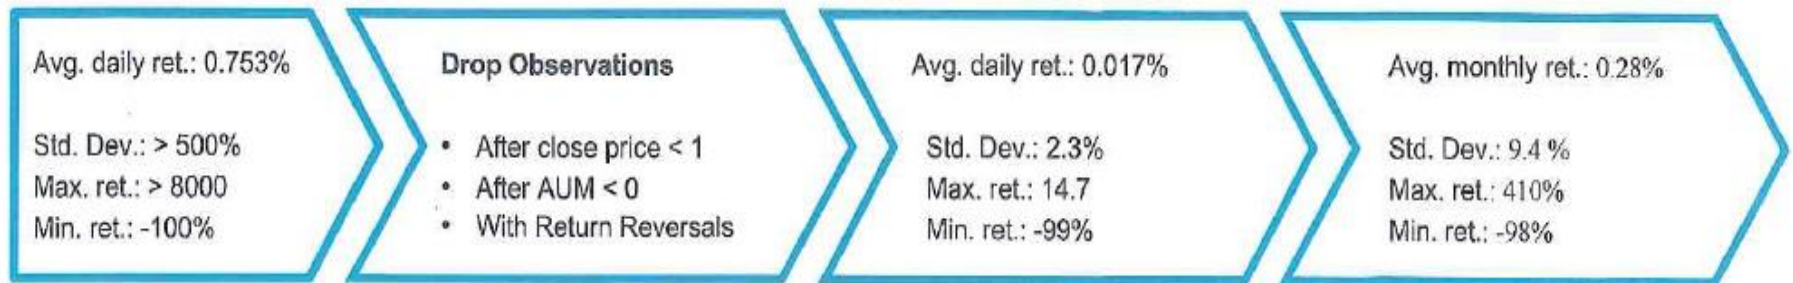 Avg. daily ret.: 0.753%
Std. Dev.: > 500%
Max. ret.: > 8000
Min. ret.: -100%
Drop Observations
• After close price < 1
• After AUM < 0
• With Return Reversals
Avg. daily ret.: 0.017%
Std. Dev.: 2.3%
Max. ret.: 14.7
Min. ret.: -99%
Avg. monthly ret.: 0.28%
Std. Dev.: 9.4 %
Max. ret.: 410%
Min. ret.: -98%